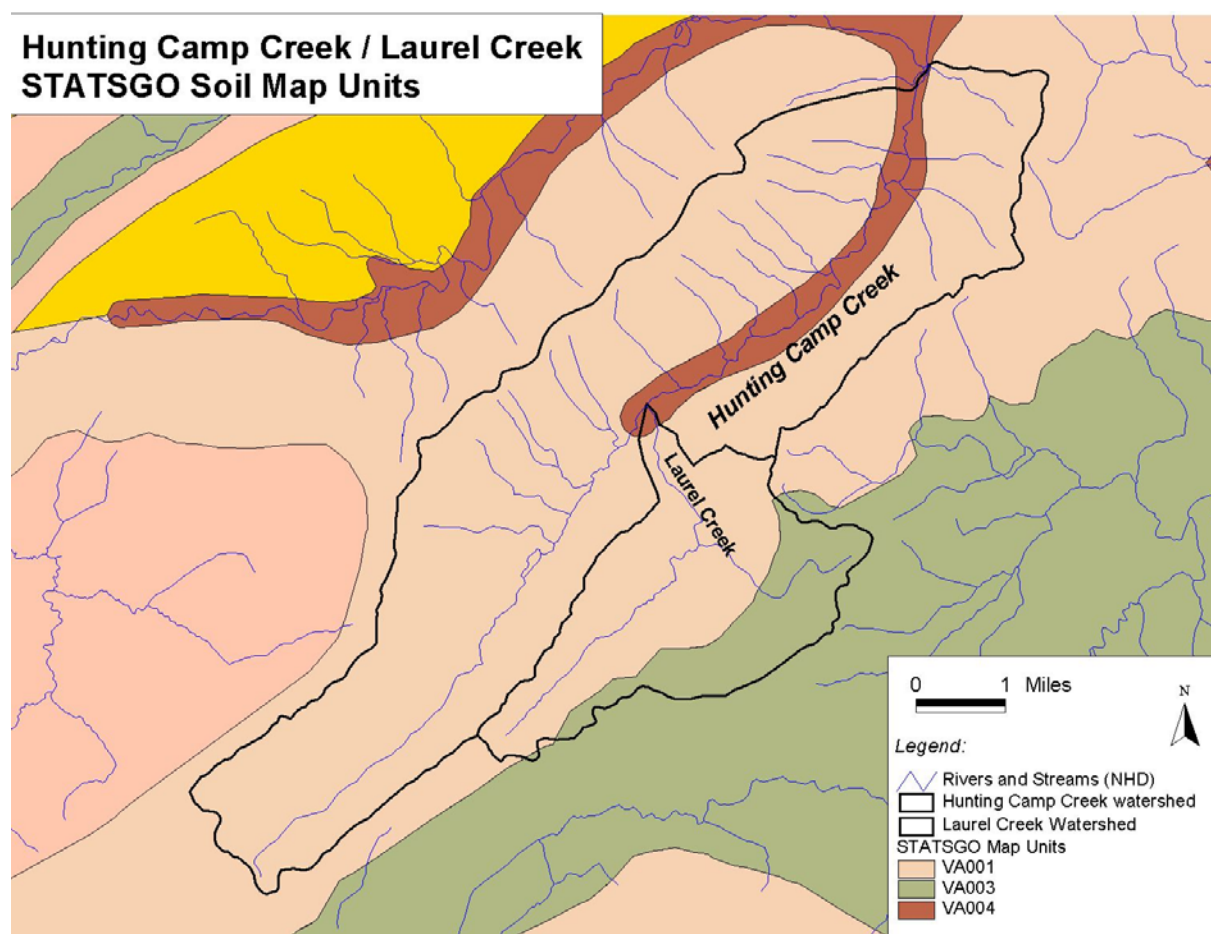 Hunting Camp Creek / Laurel Creek
STATSGO Soil Map Units
Hunting Camp Creek
Laurel Creek
0 1 Miles
N
Legend:
Rivers and Streams (NHD)
Hunting Camp Creek watershed
Laurel Creek Watershed
STATSGO Map Units
VA001
VA003
VA004